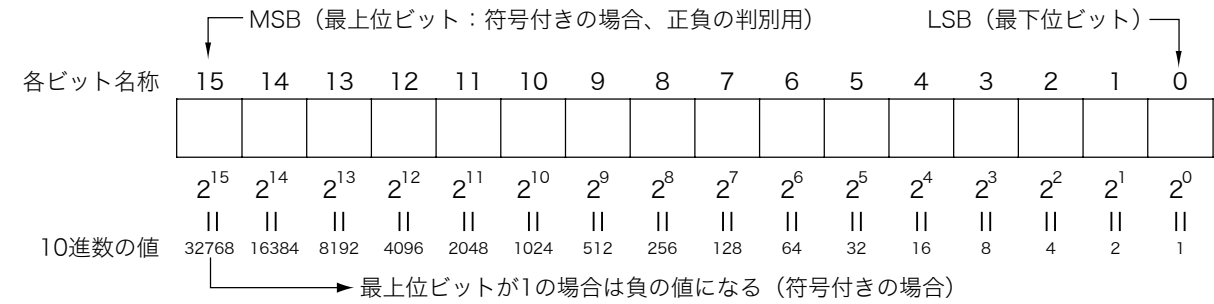 MSB（最上位ビット：符号付きの場合、正負の判別用） LSB（最下位ビット）
各ビット名称 15 14 13 12 11 10 9 8 7 6 5 4 3 2 1 0
2^15 2^14 2^13 2^12 2^11 2^10 2^9 2^8 2^7 2^6 2^5 2^4 2^3 2^2 2^1 2^0
= = = = = = = = = = = = = = = =
10進数の値 32768 16384 8192 4096 2048 1024 512 256 128 64 32 16 8 4 2 1
最上位ビットが1の場合は負の値になる（符号付きの場合）